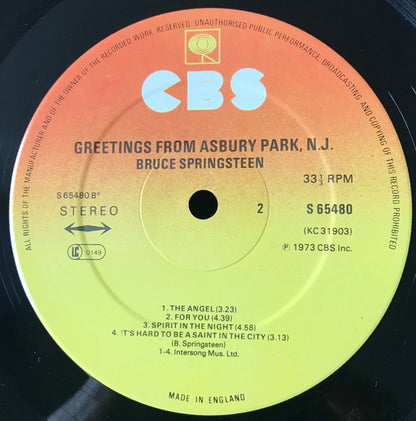 ALL RIGHTS OF THE MANUFACTURER AND OF THE OWNER OF THE RECORDED WORK RESERVED UNAUTHORISED PUBLIC PERFORMANCE, BROADCASTING AND COPYING OF THIS RECORD PROHIBITED
CBS
GREETINGS FROM ASBURY PARK, N.J.
BRUCE SPRINGSTEEN
33 1/3 RPM
S 65480 B°
STEREO
2
S 65480
(KC 31903)
LC 0149
℗ 1973 CBS Inc.
1. THE ANGEL (3.23)
2. FOR YOU (4.39)
3. SPIRIT IN THE NIGHT (4.58)
4. IT'S HARD TO BE A SAINT IN THE CITY (3.13)
(B. Springsteen)
1-4. Intersong Mus. Ltd.
MADE IN ENGLAND